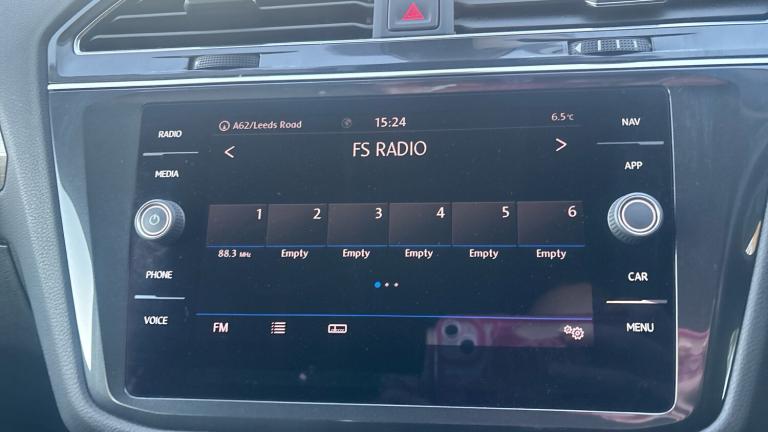 A62/Leeds Road 15:24 6.5°C
FS RADIO
RADIO
MEDIA
PHONE
VOICE
NAV
APP
CAR
MENU
1 2 3 4 5 6
88.3 MHz Empty Empty Empty Empty Empty
FM